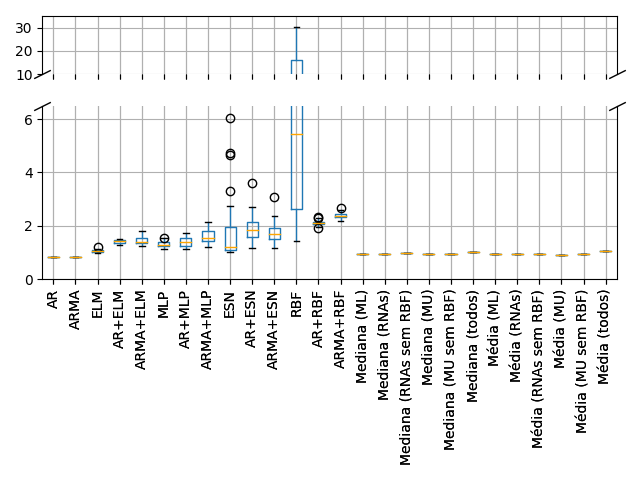 30
20
10
6
4
2
0
AR
ARMA
ELM
AR+ELM
ARMA+ELM
MLP
AR+MLP
ARMA+MLP
ESN
AR+ESN
ARMA+ESN
RBF
AR+RBF
ARMA+RBF
Mediana (ML)
Mediana (RNAs)
Mediana (RNAs sem RBF)
Mediana (MU)
Mediana (MU sem RBF)
Mediana (todos)
Média (ML)
Média (RNAs)
Média (RNAs sem RBF)
Média (MU)
Média (MU sem RBF)
Média (todos)